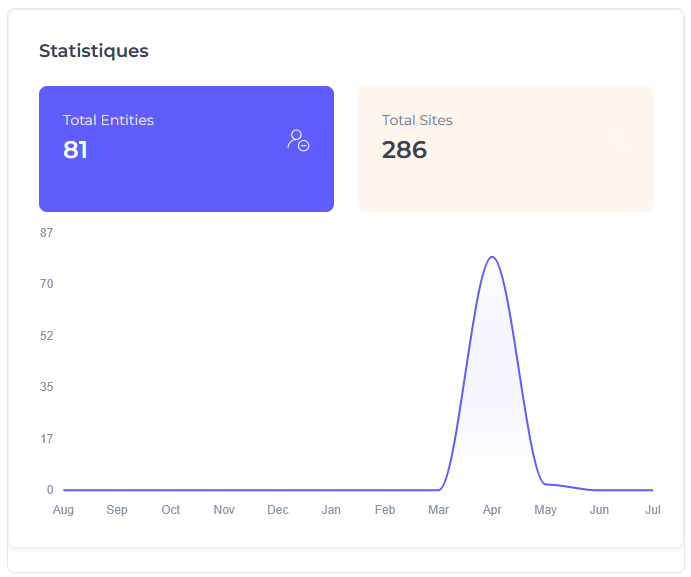 Statistiques
Total Entities
81
Total Sites
286
87
70
52
35
17
0
Aug Sep Oct Nov Dec Jan Feb Mar Apr May Jun Jul